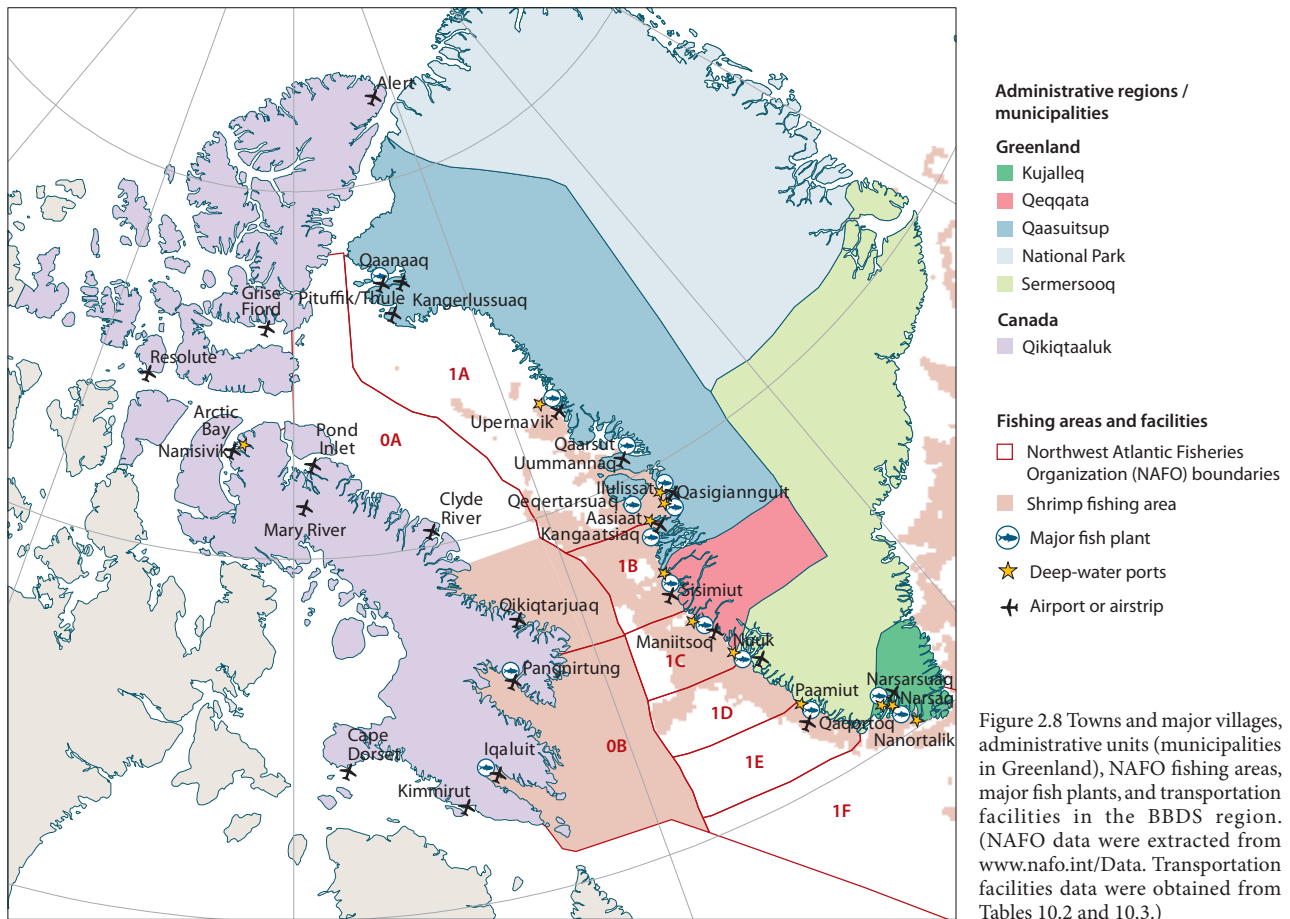 Alert
Qaanaaq
Pituffik/Thule
Kangerlussuaq
Grise
Fiord
Resolute
1A
Arctic
Bay
Nanisivik
Pond
Inlet
0A
Upernavik
Qaarsut
Uummannaq
Ilulissat
Qasigiannguit
Qeqertarsuaq
Aasiaat
Kangaatsiaq
Clyde
River
Mary River
1B
Sisimiut
Qikiqtarjuaq
Maniitsoq
Nuuk
1C
Pangnirtung
Narsarsuaq
Paamiut
Narsaq
1D
Qaqortoq
Nanortalik
Cape
Dorset
Iqaluit
0B
1E
Kimmirut
1F
Administrative regions /
municipalities
Greenland
Kujalleq
Qeqqata
Qaasuitsup
National Park
Sermersooq
Canada
Qikiqtaaluk
Fishing areas and facilities
Northwest Atlantic Fisheries
Organization (NAFO) boundaries
Shrimp fishing area
Major fish plant
Deep-water ports
Airport or airstrip
Figure 2.8 Towns and major villages,
administrative units (municipalities
in Greenland), NAFO fishing areas,
major fish plants, and transportation
facilities in the BBDS region.
(NAFO data were extracted from
www.nafo.int/Data. Transportation
facilities data were obtained from
Tables 10.2 and 10.3.)